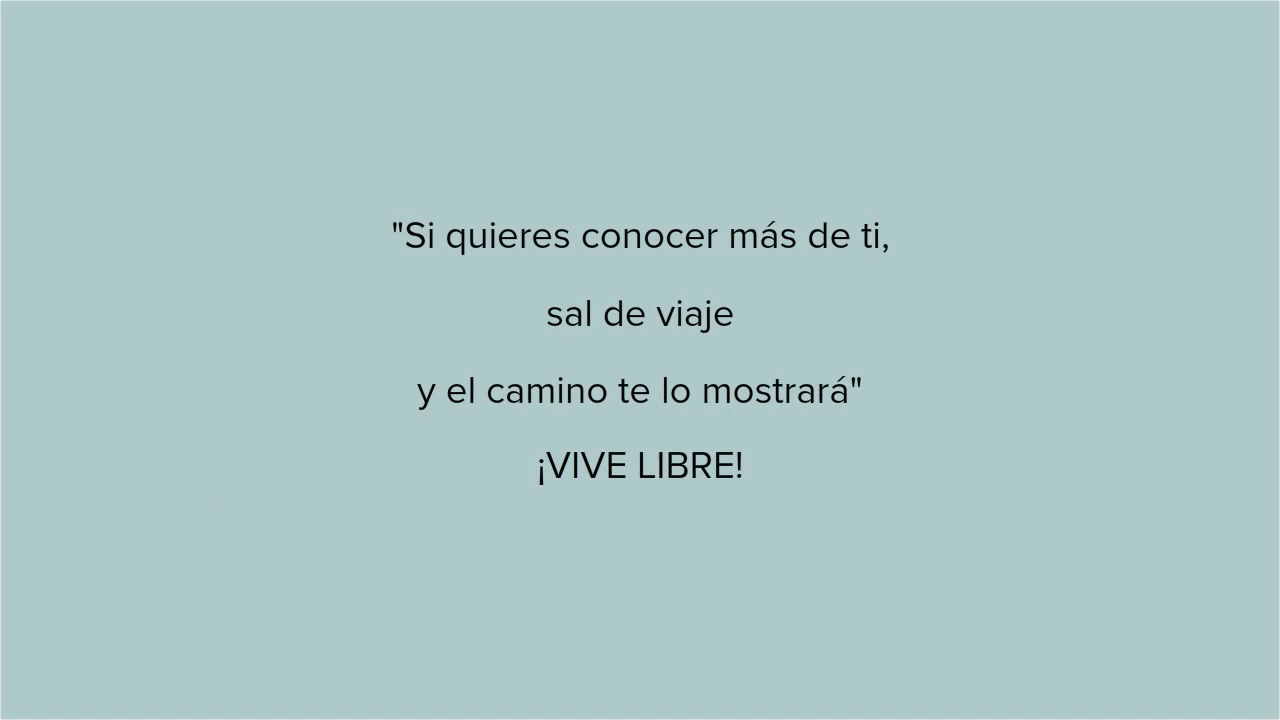 "Si quieres conocer más de ti,
sal de viaje
y el camino te lo mostrará"
¡VIVE LIBRE!